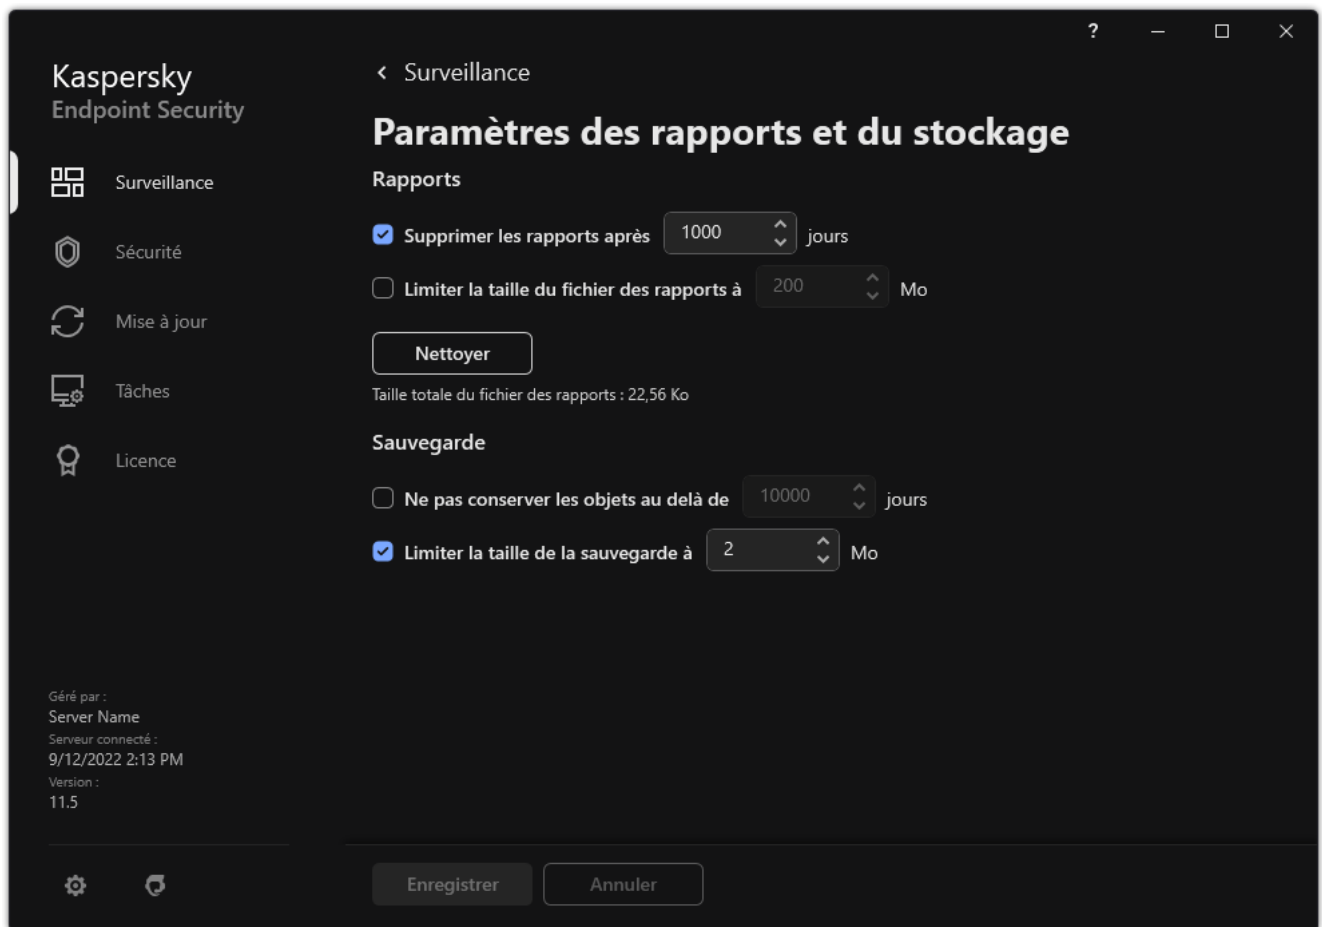 ?
Kaspersky
Endpoint Security
Surveillance
Sécurité
Mise à jour
Tâches
Licence
Géré par :
Server Name
Serveur connecté :
9/12/2022 2:13 PM
Version :
11.5
Surveillance
Paramètres des rapports et du stockage
Rapports
Supprimer les rapports après 1000 jours
Limiter la taille du fichier des rapports à 200 Mo
Nettoyer
Taille totale du fichier des rapports : 22,56 Ko
Sauvegarde
Ne pas conserver les objets au delà de 10000 jours
Limiter la taille de la sauvegarde à 2 Mo
Enregistrer Annuler